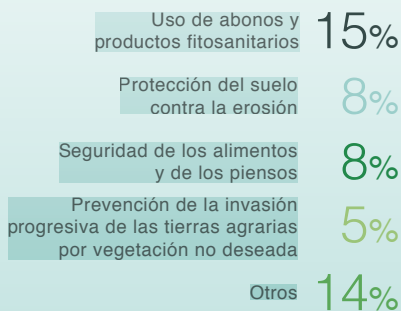 Uso de abonos y
productos fitosanitarios 15%
Protección del suelo
contra la erosión 8%
Seguridad de los alimentos
y de los piensos 8%
Prevención de la invasión
progresiva de las tierras agrarias 5%
por vegetación no deseada
Otros 14%